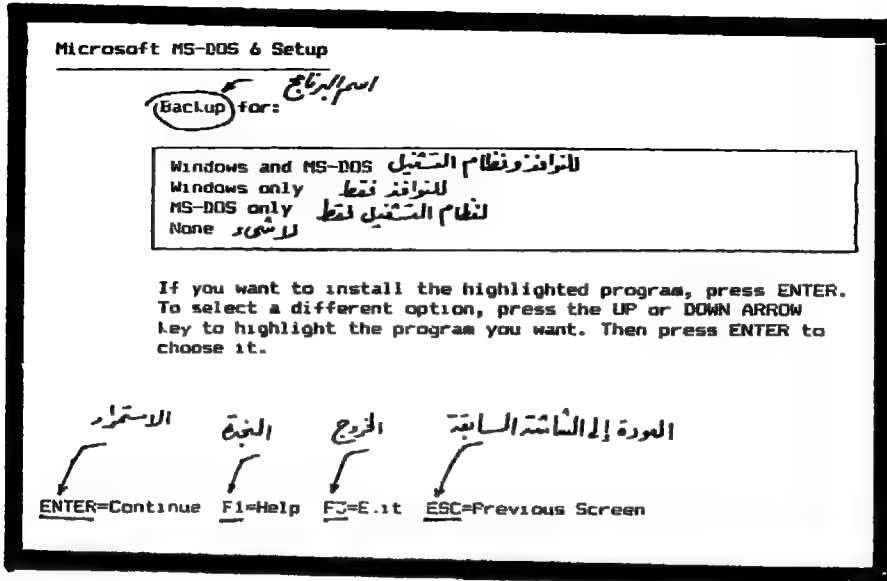 Microsoft MS-DOS 6 Setup
اسم البرنامج
Backup for:
Windows and MS-DOS للنوافذ ونظام التشغيل
Windows only للنوافذ فقط
MS-DOS only لنظام التشغيل فقط
None لا شيء
If you want to install the highlighted program, press ENTER.
To select a different option, press the UP or DOWN ARROW
key to highlight the program you want. Then press ENTER to
choose it.
الاستمرار النجدة الخروج العودة إلى الشاشة السابقة
ENTER=Continue F1=Help F3=Exit ESC=Previous Screen